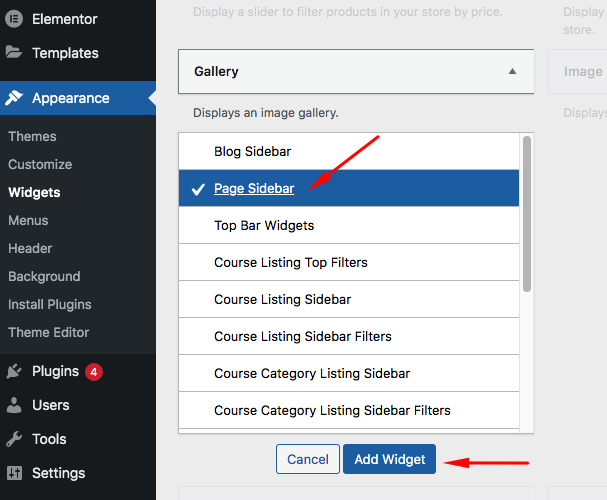 Elementor
Templates
Appearance
Themes
Customize
Widgets
Menus
Header
Background
Install Plugins
Theme Editor
Plugins 4
Users
Tools
Settings
Display a slider to filter products in your store by price.
Display
store.
Gallery
Image
Displays an image gallery.
Displays
Blog Sidebar
Page Sidebar
Top Bar Widgets
Course Listing Top Filters
Course Listing Sidebar
Course Listing Sidebar Filters
Course Category Listing Sidebar
Course Category Listing Sidebar Filters
Cancel
Add Widget